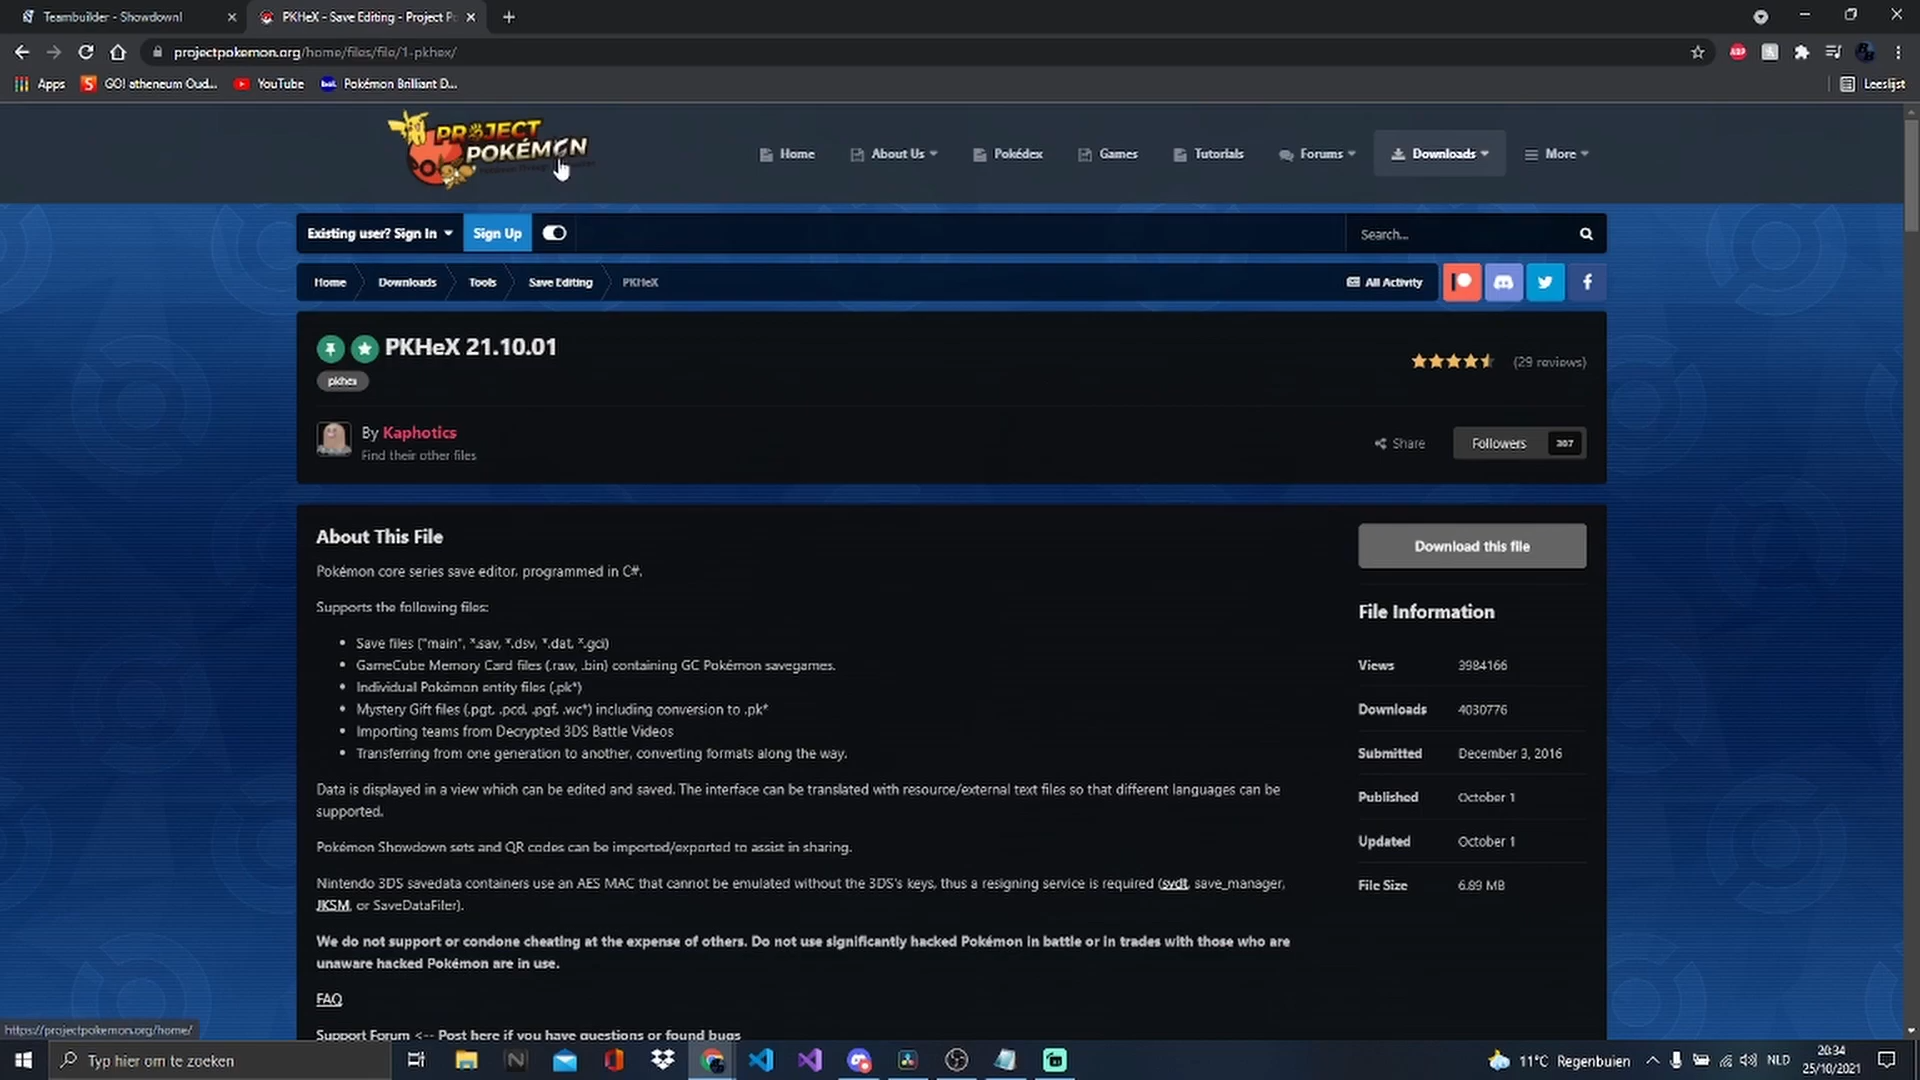 Teambuilder - Showdown!
PKHeX - Save Editing - Project Po
projectpokemon.org/home/files/file/1-pkhex/
ABP
Apps
GO! atheneum Oud...
YouTube
Pokémon Brilliant D...
Leeslijst
PROJECT
POKÉMON
Home
About Us
Pokédex
Games
Tutorials
Forums
Downloads
More
Existing user? Sign In
Sign Up
Search...
Home
Downloads
Tools
Save Editing
PKHeX
All Activity
PKHeX 21.10.01
(29 reviews)
pkhex
By Kaphotics
Find their other files
Share
Followers 307
About This File
Download this file
Pokémon core series save editor, programmed in C#.
Supports the following files:
Save files ("main", *.sav, *.dsv, *.dat, *.gci)
GameCube Memory Card files (.raw, .bin) containing GC Pokémon savegames.
Individual Pokémon entity files (.pk*)
Mystery Gift files (.pgt, .pcd, .pgf, .wc*) including conversion to .pk*
Importing teams from Decrypted 3DS Battle Videos
Transferring from one generation to another, converting formats along the way.
Data is displayed in a view which can be edited and saved. The interface can be translated with resource/external text files so that different languages can be
supported.
Pokémon Showdown sets and QR codes can be imported/exported to assist in sharing.
Nintendo 3DS savedata containers use an AES MAC that cannot be emulated without the 3DS's keys, thus a resigning service is required (svdt, save_manager,
JKSM, or SaveDataFiler).
We do not support or condone cheating at the expense of others. Do not use significantly hacked Pokémon in battle or in trades with those who are
unaware hacked Pokémon are in use.
FAQ
Support Forum <-- Post here if you have questions or found bugs
File Information
Views 3984166
Downloads 4030776
Submitted December 3, 2016
Published October 1
Updated October 1
File Size 6.89 MB
https://projectpokemon.org/home/
Typ hier om te zoeken
11°C Regenbuien
NLD
20:34
25/10/2021